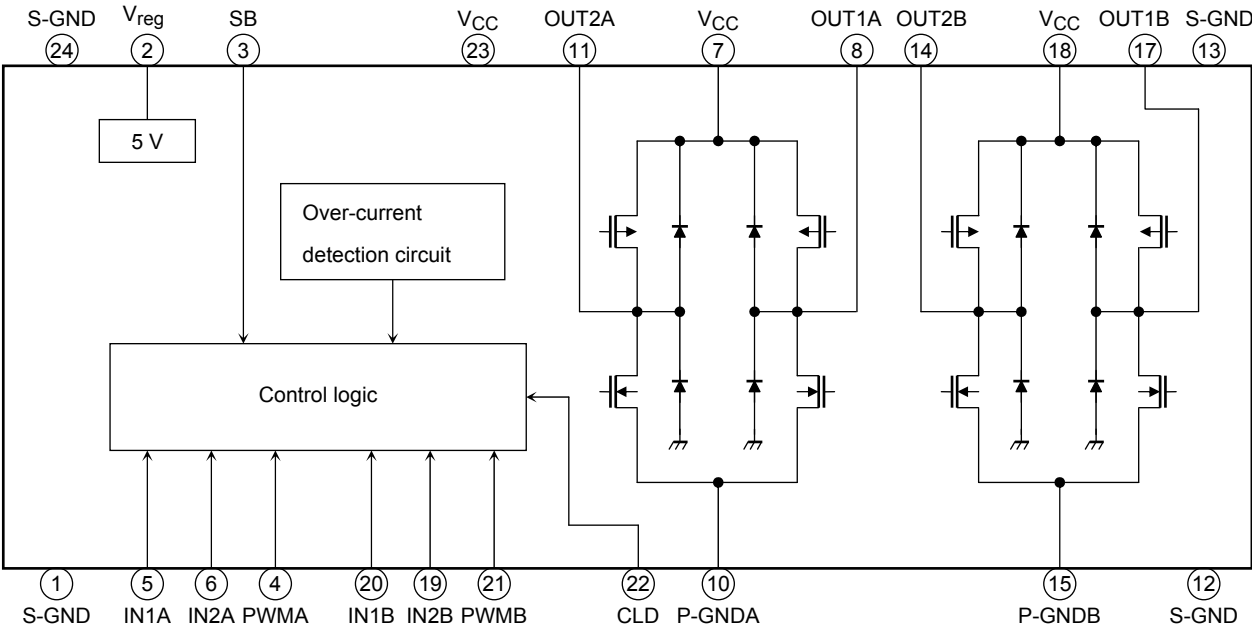 S-GND Vreg SB VCC OUT2A VCC OUT1A OUT2B VCC OUT1B S-GND
24 2 3 23 11 7 8 14 18 17 13
5 V
Over-current
detection circuit
Control logic
1 5 6 4 20 19 21 22 10 15 12
S-GND IN1A IN2A PWMA IN1B IN2B PWMB CLD P-GNDA P-GNDB S-GND